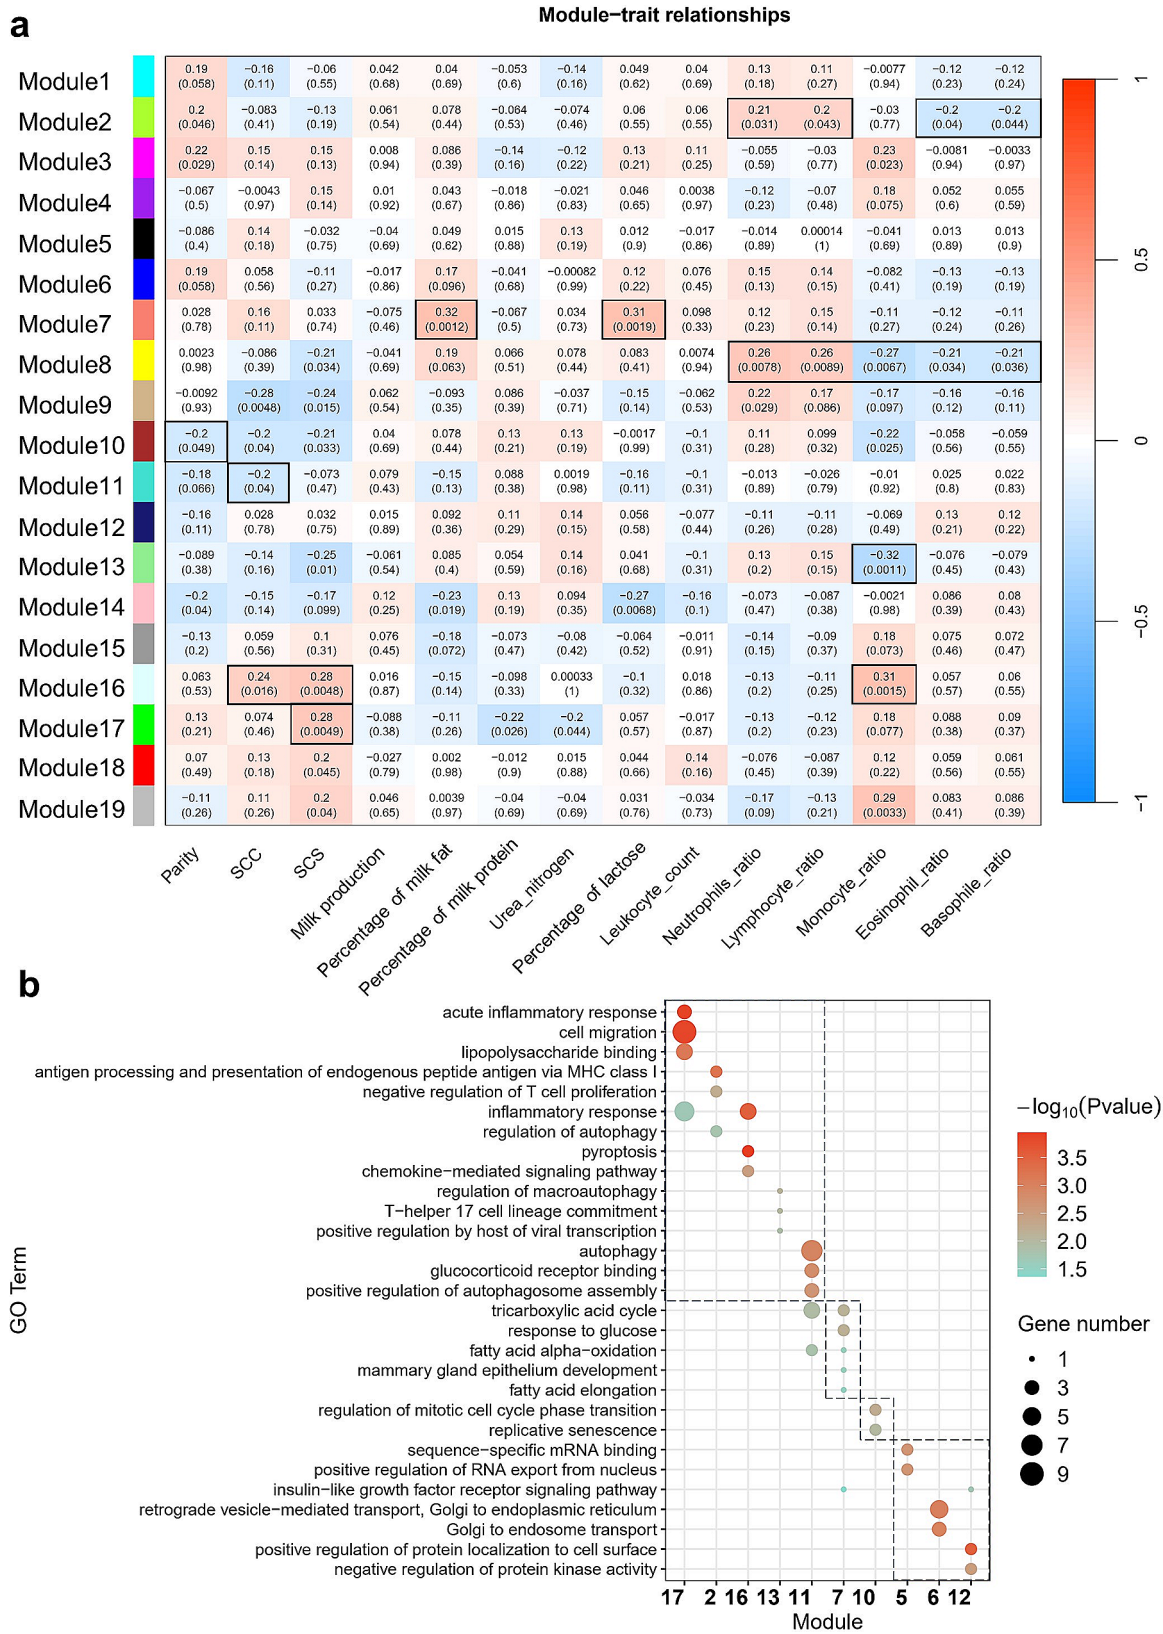 a
Module−trait relationships
Module1 0.19 −0.16 −0.06 0.042 0.04 −0.053 −0.14 0.049 0.04 0.13 0.11 −0.0077 −0.12 −0.12
(0.058) (0.11) (0.55) (0.68) (0.69) (0.6) (0.16) (0.62) (0.69) (0.18) (0.27) (0.94) (0.23) (0.24)
Module2 0.2 −0.083 −0.13 0.061 0.078 −0.064 −0.074 0.06 0.06 0.21 0.2 −0.03 −0.2 −0.2
(0.046) (0.41) (0.19) (0.54) (0.44) (0.53) (0.46) (0.55) (0.55) (0.031) (0.043) (0.77) (0.04) (0.044)
Module3 0.22 0.15 0.15 0.008 0.086 −0.14 −0.12 0.13 0.11 −0.055 −0.03 0.23 −0.0081 −0.0033
(0.029) (0.14) (0.13) (0.94) (0.39) (0.16) (0.22) (0.21) (0.25) (0.59) (0.77) (0.023) (0.94) (0.97)
Module4 −0.067 −0.0043 0.15 0.01 0.043 −0.018 −0.021 0.046 0.0038 −0.12 −0.07 0.18 0.052 0.055
(0.5) (0.97) (0.14) (0.92) (0.67) (0.86) (0.83) (0.65) (0.97) (0.23) (0.48) (0.075) (0.6) (0.59)
Module5 −0.086 0.14 −0.032 −0.04 0.049 0.015 0.13 0.012 −0.017 −0.014 0.00014 −0.041 0.013 0.013
(0.4) (0.18) (0.75) (0.69) (0.62) (0.88) (0.19) (0.9) (0.86) (0.89) (1) (0.69) (0.89) (0.9)
Module6 0.19 0.058 −0.11 −0.017 0.17 −0.041 −0.00082 0.12 0.076 0.15 0.14 −0.082 −0.13 −0.13
(0.058) (0.56) (0.27) (0.86) (0.096) (0.68) (0.99) (0.22) (0.45) (0.13) (0.15) (0.41) (0.19) (0.19)
Module7 0.028 0.16 0.033 −0.075 0.32 −0.067 0.034 0.31 0.098 0.12 0.15 −0.11 −0.12 −0.11
(0.78) (0.11) (0.74) (0.46) (0.0012) (0.5) (0.73) (0.0019) (0.33) (0.23) (0.14) (0.27) (0.24) (0.26)
Module8 0.0023 −0.086 −0.21 −0.041 0.19 0.066 0.078 0.083 0.0074 0.26 0.26 −0.27 −0.21 −0.21
(0.98) (0.39) (0.034) (0.69) (0.063) (0.51) (0.44) (0.41) (0.94) (0.0078) (0.0089) (0.0067) (0.034) (0.036)
Module9 −0.0092 −0.28 −0.24 0.062 −0.093 0.086 −0.037 −0.15 −0.062 0.22 0.17 −0.17 −0.16 −0.16
(0.93) (0.0048) (0.015) (0.54) (0.35) (0.39) (0.71) (0.14) (0.53) (0.029) (0.086) (0.097) (0.12) (0.11)
Module10 −0.2 −0.2 −0.21 0.04 0.078 0.13 0.13 −0.0017 −0.1 0.11 0.099 −0.22 −0.058 −0.059
(0.049) (0.04) (0.033) (0.69) (0.44) (0.21) (0.19) (0.99) (0.31) (0.28) (0.32) (0.025) (0.56) (0.55)
Module11 −0.18 −0.2 −0.073 0.079 −0.15 0.088 0.0019 −0.16 −0.1 −0.013 −0.026 −0.01 0.025 0.022
(0.066) (0.04) (0.47) (0.43) (0.13) (0.38) (0.98) (0.11) (0.31) (0.89) (0.79) (0.92) (0.8) (0.83)
Module12 −0.16 0.028 0.032 0.015 0.092 0.11 0.14 0.056 −0.077 −0.11 −0.11 −0.069 0.13 0.12
(0.11) (0.78) (0.75) (0.89) (0.36) (0.29) (0.15) (0.58) (0.44) (0.26) (0.28) (0.49) (0.21) (0.22)
Module13 −0.089 −0.14 −0.25 −0.061 0.085 0.054 0.14 0.041 −0.1 0.13 0.15 −0.32 −0.076 −0.079
(0.38) (0.16) (0.01) (0.54) (0.4) (0.59) (0.16) (0.68) (0.31) (0.2) (0.15) (0.0011) (0.45) (0.43)
Module14 −0.2 −0.15 −0.17 0.12 −0.23 0.13 0.094 −0.27 −0.16 −0.073 −0.087 −0.0021 0.086 0.08
(0.04) (0.14) (0.099) (0.25) (0.019) (0.19) (0.35) (0.0068) (0.1) (0.47) (0.38) (0.98) (0.39) (0.43)
Module15 −0.13 0.059 0.1 0.076 −0.18 −0.073 −0.08 −0.064 −0.011 −0.14 −0.09 0.18 0.075 0.072
(0.2) (0.56) (0.31) (0.45) (0.072) (0.47) (0.42) (0.52) (0.91) (0.15) (0.37) (0.073) (0.46) (0.47)
Module16 0.063 0.24 0.28 0.016 −0.15 −0.098 0.00033 −0.1 0.018 −0.13 −0.11 0.31 0.057 0.06
(0.53) (0.016) (0.0048) (0.87) (0.14) (0.33) (1) (0.32) (0.86) (0.2) (0.25) (0.0015) (0.57) (0.55)
Module17 0.13 0.074 0.28 −0.088 −0.11 −0.22 −0.2 0.057 −0.017 −0.13 −0.12 0.18 0.088 0.09
(0.21) (0.46) (0.0049) (0.38) (0.26) (0.026) (0.044) (0.57) (0.87) (0.2) (0.23) (0.077) (0.38) (0.37)
Module18 0.07 0.13 0.2 −0.027 0.002 −0.012 0.015 0.044 0.14 −0.076 −0.087 0.12 0.059 0.061
(0.49) (0.18) (0.045) (0.79) (0.98) (0.9) (0.88) (0.66) (0.16) (0.45) (0.39) (0.22) (0.56) (0.55)
Module19 −0.11 0.11 0.2 0.046 0.0039 −0.04 −0.04 0.031 −0.034 −0.17 −0.13 0.29 0.083 0.086
(0.26) (0.26) (0.04) (0.65) (0.97) (0.69) (0.69) (0.76) (0.73) (0.09) (0.21) (0.0033) (0.41) (0.39)
1
0.5
0
−0.5
−1
Parity
SCC
SCS
Milk production
Percentage of milk fat
Percentage of milk protein
Urea_nitrogen
Percentage of lactose
Leukocyte_count
Neutrophils_ratio
Lymphocyte_ratio
Monocyte_ratio
Eosinophil_ratio
Basophile_ratio
b
GO Term
acute inflammatory response
cell migration
lipopolysaccharide binding
antigen processing and presentation of endogenous peptide antigen via MHC class I
negative regulation of T cell proliferation
inflammatory response
regulation of autophagy
pyroptosis
chemokine−mediated signaling pathway
regulation of macroautophagy
T−helper 17 cell lineage commitment
positive regulation by host of viral transcription
autophagy
glucocorticoid receptor binding
positive regulation of autophagosome assembly
tricarboxylic acid cycle
response to glucose
fatty acid alpha−oxidation
mammary gland epithelium development
fatty acid elongation
regulation of mitotic cell cycle phase transition
replicative senescence
sequence−specific mRNA binding
positive regulation of RNA export from nucleus
insulin−like growth factor receptor signaling pathway
retrograde vesicle−mediated transport, Golgi to endoplasmic reticulum
Golgi to endosome transport
positive regulation of protein localization to cell surface
negative regulation of protein kinase activity
17 2 16 13 11 7 10 5 6 12
Module
−log10(Pvalue)
3.5
3.0
2.5
2.0
1.5
Gene number
1
3
5
7
9